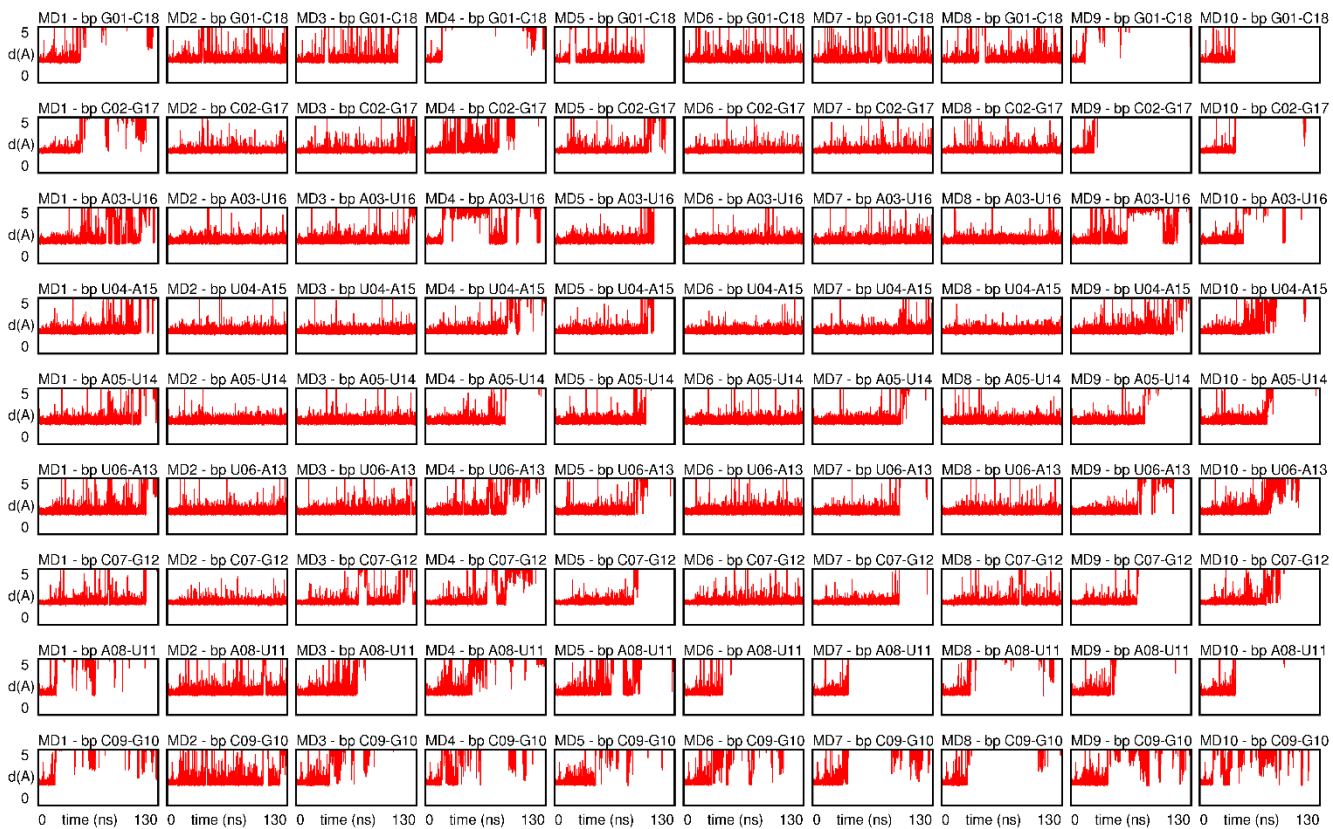 MD1 - bp G01-C18 MD2 - bp G01-C18 MD3 - bp G01-C18 MD4 - bp G01-C18 MD5 - bp G01-C18 MD6 - bp G01-C18 MD7 - bp G01-C18 MD8 - bp G01-C18 MD9 - bp G01-C18 MD10 - bp G01-C18
5
d(A)
0
MD1 - bp C02-G17 MD2 - bp C02-G17 MD3 - bp C02-G17 MD4 - bp C02-G17 MD5 - bp C02-G17 MD6 - bp C02-G17 MD7 - bp C02-G17 MD8 - bp C02-G17 MD9 - bp C02-G17 MD10 - bp C02-G17
5
d(A)
0
MD1 - bp A03-U16 MD2 - bp A03-U16 MD3 - bp A03-U16 MD4 - bp A03-U16 MD5 - bp A03-U16 MD6 - bp A03-U16 MD7 - bp A03-U16 MD8 - bp A03-U16 MD9 - bp A03-U16 MD10 - bp A03-U16
5
d(A)
0
MD1 - bp U04-A15 MD2 - bp U04-A15 MD3 - bp U04-A15 MD4 - bp U04-A15 MD5 - bp U04-A15 MD6 - bp U04-A15 MD7 - bp U04-A15 MD8 - bp U04-A15 MD9 - bp U04-A15 MD10 - bp U04-A15
5
d(A)
0
MD1 - bp A05-U14 MD2 - bp A05-U14 MD3 - bp A05-U14 MD4 - bp A05-U14 MD5 - bp A05-U14 MD6 - bp A05-U14 MD7 - bp A05-U14 MD8 - bp A05-U14 MD9 - bp A05-U14 MD10 - bp A05-U14
5
d(A)
0
MD1 - bp U06-A13 MD2 - bp U06-A13 MD3 - bp U06-A13 MD4 - bp U06-A13 MD5 - bp U06-A13 MD6 - bp U06-A13 MD7 - bp U06-A13 MD8 - bp U06-A13 MD9 - bp U06-A13 MD10 - bp U06-A13
5
d(A)
0
MD1 - bp C07-G12 MD2 - bp C07-G12 MD3 - bp C07-G12 MD4 - bp C07-G12 MD5 - bp C07-G12 MD6 - bp C07-G12 MD7 - bp C07-G12 MD8 - bp C07-G12 MD9 - bp C07-G12 MD10 - bp C07-G12
5
d(A)
0
MD1 - bp A08-U11 MD2 - bp A08-U11 MD3 - bp A08-U11 MD4 - bp A08-U11 MD5 - bp A08-U11 MD6 - bp A08-U11 MD7 - bp A08-U11 MD8 - bp A08-U11 MD9 - bp A08-U11 MD10 - bp A08-U11
5
d(A)
0
MD1 - bp C09-G10 MD2 - bp C09-G10 MD3 - bp C09-G10 MD4 - bp C09-G10 MD5 - bp C09-G10 MD6 - bp C09-G10 MD7 - bp C09-G10 MD8 - bp C09-G10 MD9 - bp C09-G10 MD10 - bp C09-G10
5
d(A)
0
0 time (ns) 130 0 time (ns) 130 0 time (ns) 130 0 time (ns) 130 0 time (ns) 130 0 time (ns) 130 0 time (ns) 130 0 time (ns) 130 0 time (ns) 130 0 time (ns) 130